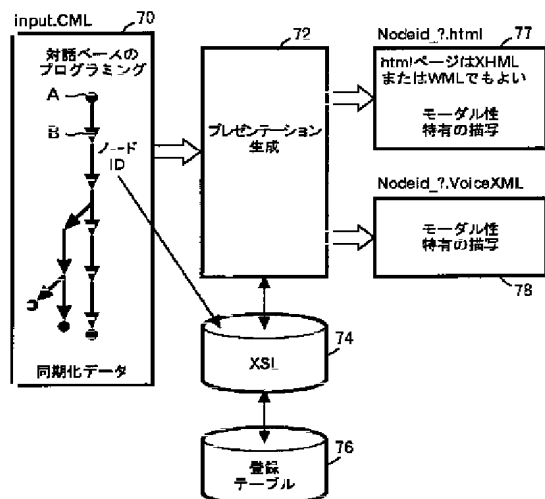 input.CML
70
対話ベースの
プログラミング
A
B
ノード
ID
同期化データ
72
プレゼンテーション
生成
Nodeid_?.html
77
htmlページはXHML
またはWMLでもよい
モーダル性
特有の描写
Nodeid_?.VoiceXML
モーダル性
特有の描写
78
74
XSL
76
登録
テーブル